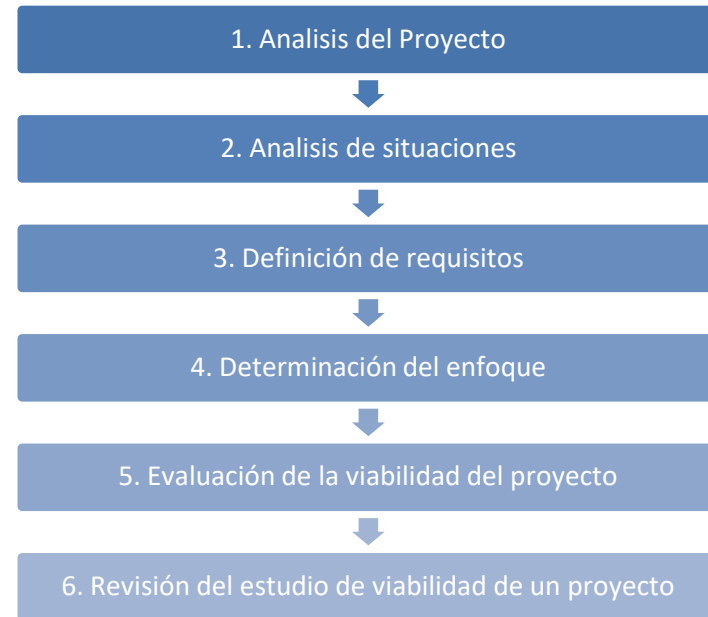 1. Analisis del Proyecto
2. Analisis de situaciones
3. Definición de requisitos
4. Determinación del enfoque
5. Evaluación de la viabilidad del proyecto
6. Revisión del estudio de viabilidad de un proyecto